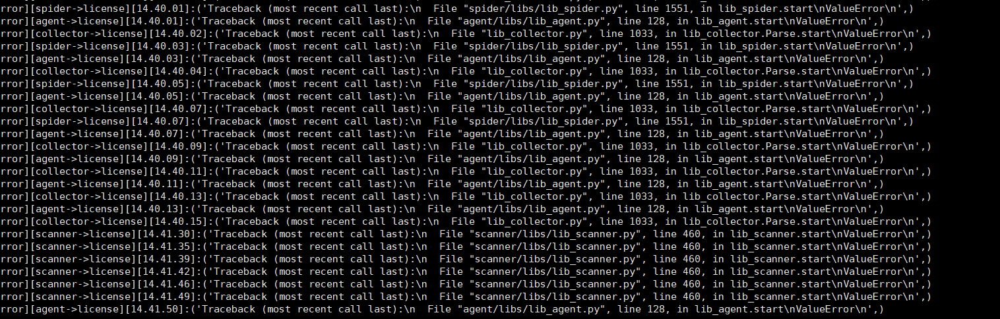 rror][spider->license][14.40.01]:('Traceback (most recent call last):\n  File "spider/libs/lib_spider.py", line 1551, in lib_spider.start\nValueError\n',)
rror][agent->license][14.40.01]:('Traceback (most recent call last):\n  File "agent/libs/lib_agent.py", line 128, in lib_agent.start\nValueError\n',)
rror][collector->license][14.40.02]:('Traceback (most recent call last):\n  File "lib_collector.py", line 1033, in lib_collector.Parse.start\nValueError\n',)
rror][spider->license][14.40.03]:('Traceback (most recent call last):\n  File "spider/libs/lib_spider.py", line 1551, in lib_spider.start\nValueError\n',)
rror][agent->license][14.40.03]:('Traceback (most recent call last):\n  File "agent/libs/lib_agent.py", line 128, in lib_agent.start\nValueError\n',)
rror][collector->license][14.40.04]:('Traceback (most recent call last):\n  File "lib_collector.py", line 1033, in lib_collector.Parse.start\nValueError\n',)
rror][spider->license][14.40.05]:('Traceback (most recent call last):\n  File "spider/libs/lib_spider.py", line 1551, in lib_spider.start\nValueError\n',)
rror][agent->license][14.40.05]:('Traceback (most recent call last):\n  File "agent/libs/lib_agent.py", line 128, in lib_agent.start\nValueError\n',)
rror][collector->license][14.40.07]:('Traceback (most recent call last):\n  File "lib_collector.py", line 1033, in lib_collector.Parse.start\nValueError\n',)
rror][spider->license][14.40.07]:('Traceback (most recent call last):\n  File "spider/libs/lib_spider.py", line 1551, in lib_spider.start\nValueError\n',)
rror][agent->license][14.40.07]:('Traceback (most recent call last):\n  File "agent/libs/lib_agent.py", line 128, in lib_agent.start\nValueError\n',)
rror][collector->license][14.40.09]:('Traceback (most recent call last):\n  File "lib_collector.py", line 1033, in lib_collector.Parse.start\nValueError\n',)
rror][agent->license][14.40.09]:('Traceback (most recent call last):\n  File "agent/libs/lib_agent.py", line 128, in lib_agent.start\nValueError\n',)
rror][collector->license][14.40.11]:('Traceback (most recent call last):\n  File "lib_collector.py", line 1033, in lib_collector.Parse.start\nValueError\n',)
rror][agent->license][14.40.11]:('Traceback (most recent call last):\n  File "agent/libs/lib_agent.py", line 128, in lib_agent.start\nValueError\n',)
rror][collector->license][14.40.13]:('Traceback (most recent call last):\n  File "lib_collector.py", line 1033, in lib_collector.Parse.start\nValueError\n',)
rror][agent->license][14.40.13]:('Traceback (most recent call last):\n  File "agent/libs/lib_agent.py", line 128, in lib_agent.start\nValueError\n',)
rror][collector->license][14.40.15]:('Traceback (most recent call last):\n  File "lib_collector.py", line 1033, in lib_collector.Parse.start\nValueError\n',)
rror][scanner->license][14.41.30]:('Traceback (most recent call last):\n  File "scanner/libs/lib_scanner.py", line 460, in lib_scanner.start\nValueError\n',)
rror][scanner->license][14.41.35]:('Traceback (most recent call last):\n  File "scanner/libs/lib_scanner.py", line 460, in lib_scanner.start\nValueError\n',)
rror][scanner->license][14.41.39]:('Traceback (most recent call last):\n  File "scanner/libs/lib_scanner.py", line 460, in lib_scanner.start\nValueError\n',)
rror][scanner->license][14.41.42]:('Traceback (most recent call last):\n  File "scanner/libs/lib_scanner.py", line 460, in lib_scanner.start\nValueError\n',)
rror][scanner->license][14.41.46]:('Traceback (most recent call last):\n  File "scanner/libs/lib_scanner.py", line 460, in lib_scanner.start\nValueError\n',)
rror][scanner->license][14.41.49]:('Traceback (most recent call last):\n  File "scanner/libs/lib_scanner.py", line 460, in lib_scanner.start\nValueError\n',)
rror][agent->license][14.41.50]:('Traceback (most recent call last):\n  File "agent/libs/lib_agent.py", line 128, in lib_agent.start\nValueError\n',)